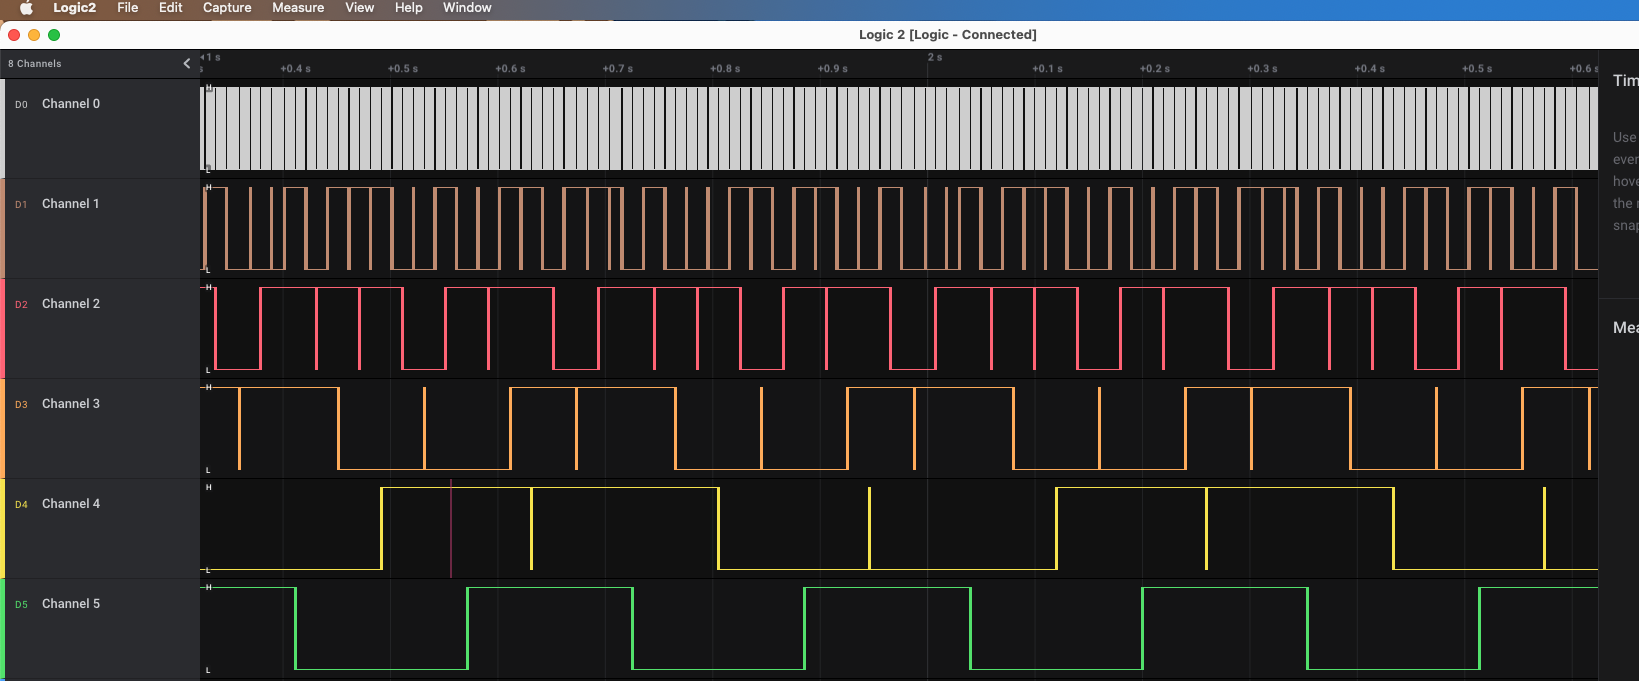 Logic2 File Edit Capture Measure View Help Window
Logic 2 [Logic - Connected]
8 Channels
1 s
2 s
s +0.4 s +0.5 s +0.6 s +0.7 s +0.8 s +0.9 s +0.1 s +0.2 s +0.3 s +0.4 s +0.5 s +0.6 s
D0 Channel 0
H
L
D1 Channel 1
H
L
D2 Channel 2
H
L
D3 Channel 3
H
L
D4 Channel 4
H
L
D5 Channel 5
H
L
Tim
Use
ever
hove
the
snap
Mea